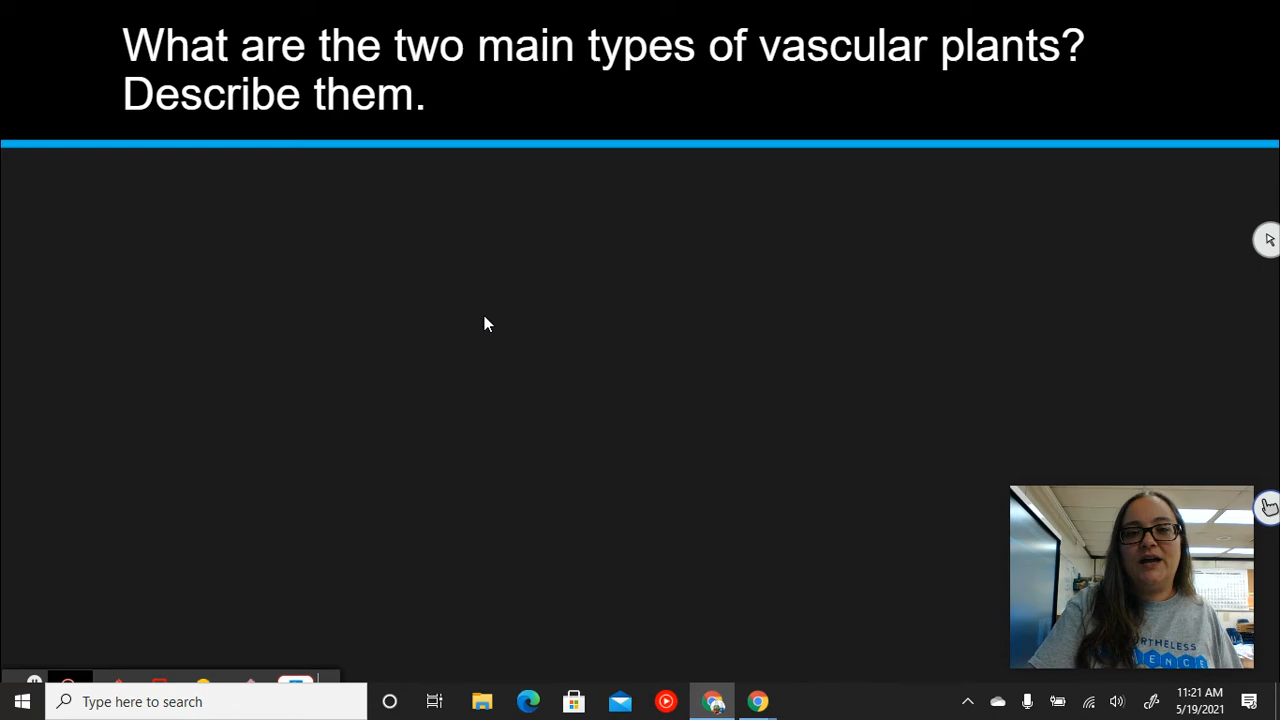 What are the two main types of vascular plants?
Describe them.
Type here to search
11:21 AM
5/19/2021